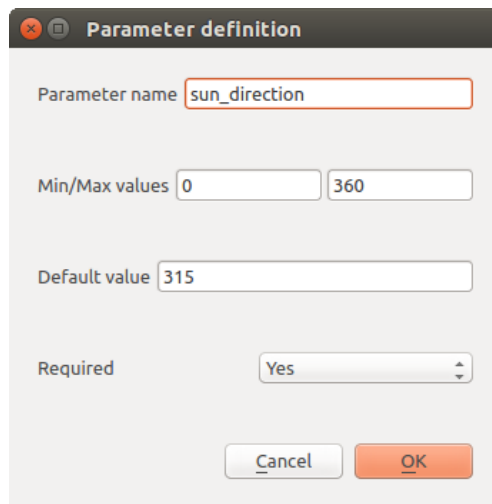 Parameter definition
Parameter name sun_direction
Min/Max values 0 360
Default value 315
Required Yes
Cancel OK